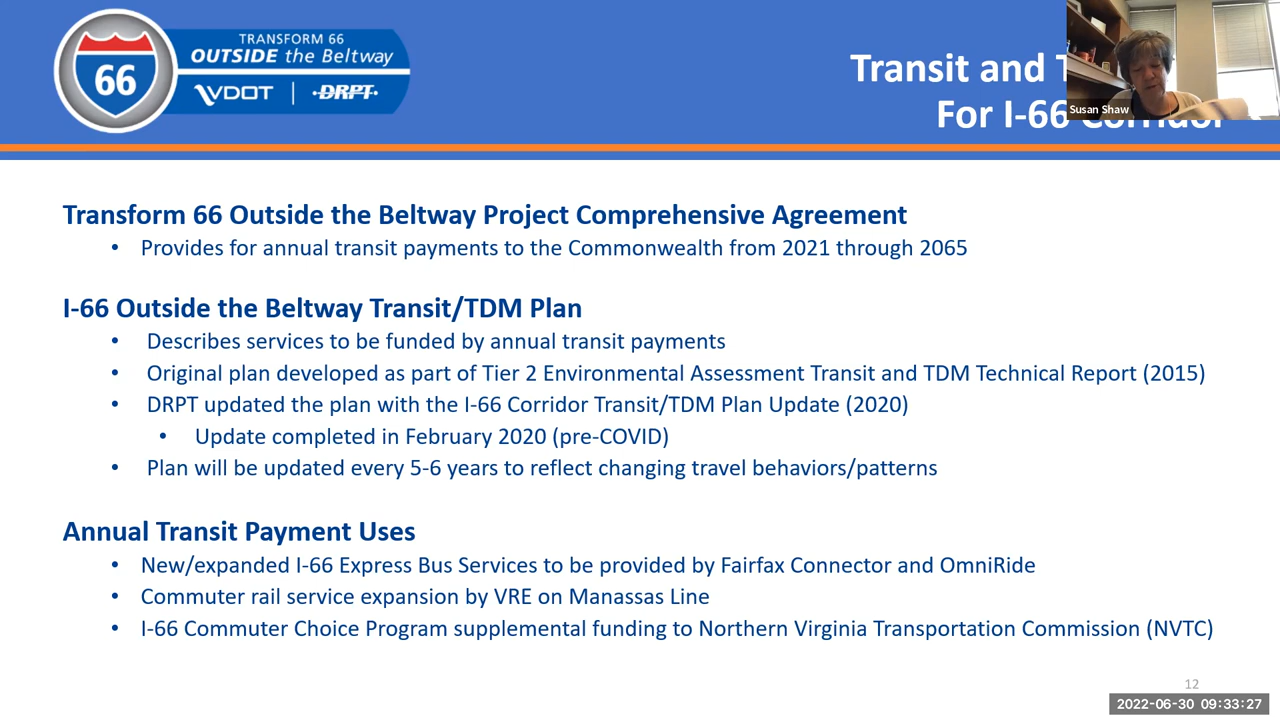 TRANSFORM 66
OUTSIDE the Beltway
66
VDOT | DRPT
Transit and
For I-66 Corridor
Susan Shaw
Transform 66 Outside the Beltway Project Comprehensive Agreement
• Provides for annual transit payments to the Commonwealth from 2021 through 2065
I-66 Outside the Beltway Transit/TDM Plan
• Describes services to be funded by annual transit payments
• Original plan developed as part of Tier 2 Environmental Assessment Transit and TDM Technical Report (2015)
• DRPT updated the plan with the I-66 Corridor Transit/TDM Plan Update (2020)
• Update completed in February 2020 (pre-COVID)
• Plan will be updated every 5-6 years to reflect changing travel behaviors/patterns
Annual Transit Payment Uses
• New/expanded I-66 Express Bus Services to be provided by Fairfax Connector and OmniRide
• Commuter rail service expansion by VRE on Manassas Line
• I-66 Commuter Choice Program supplemental funding to Northern Virginia Transportation Commission (NVTC)
12
2022-06-30 09:33:27